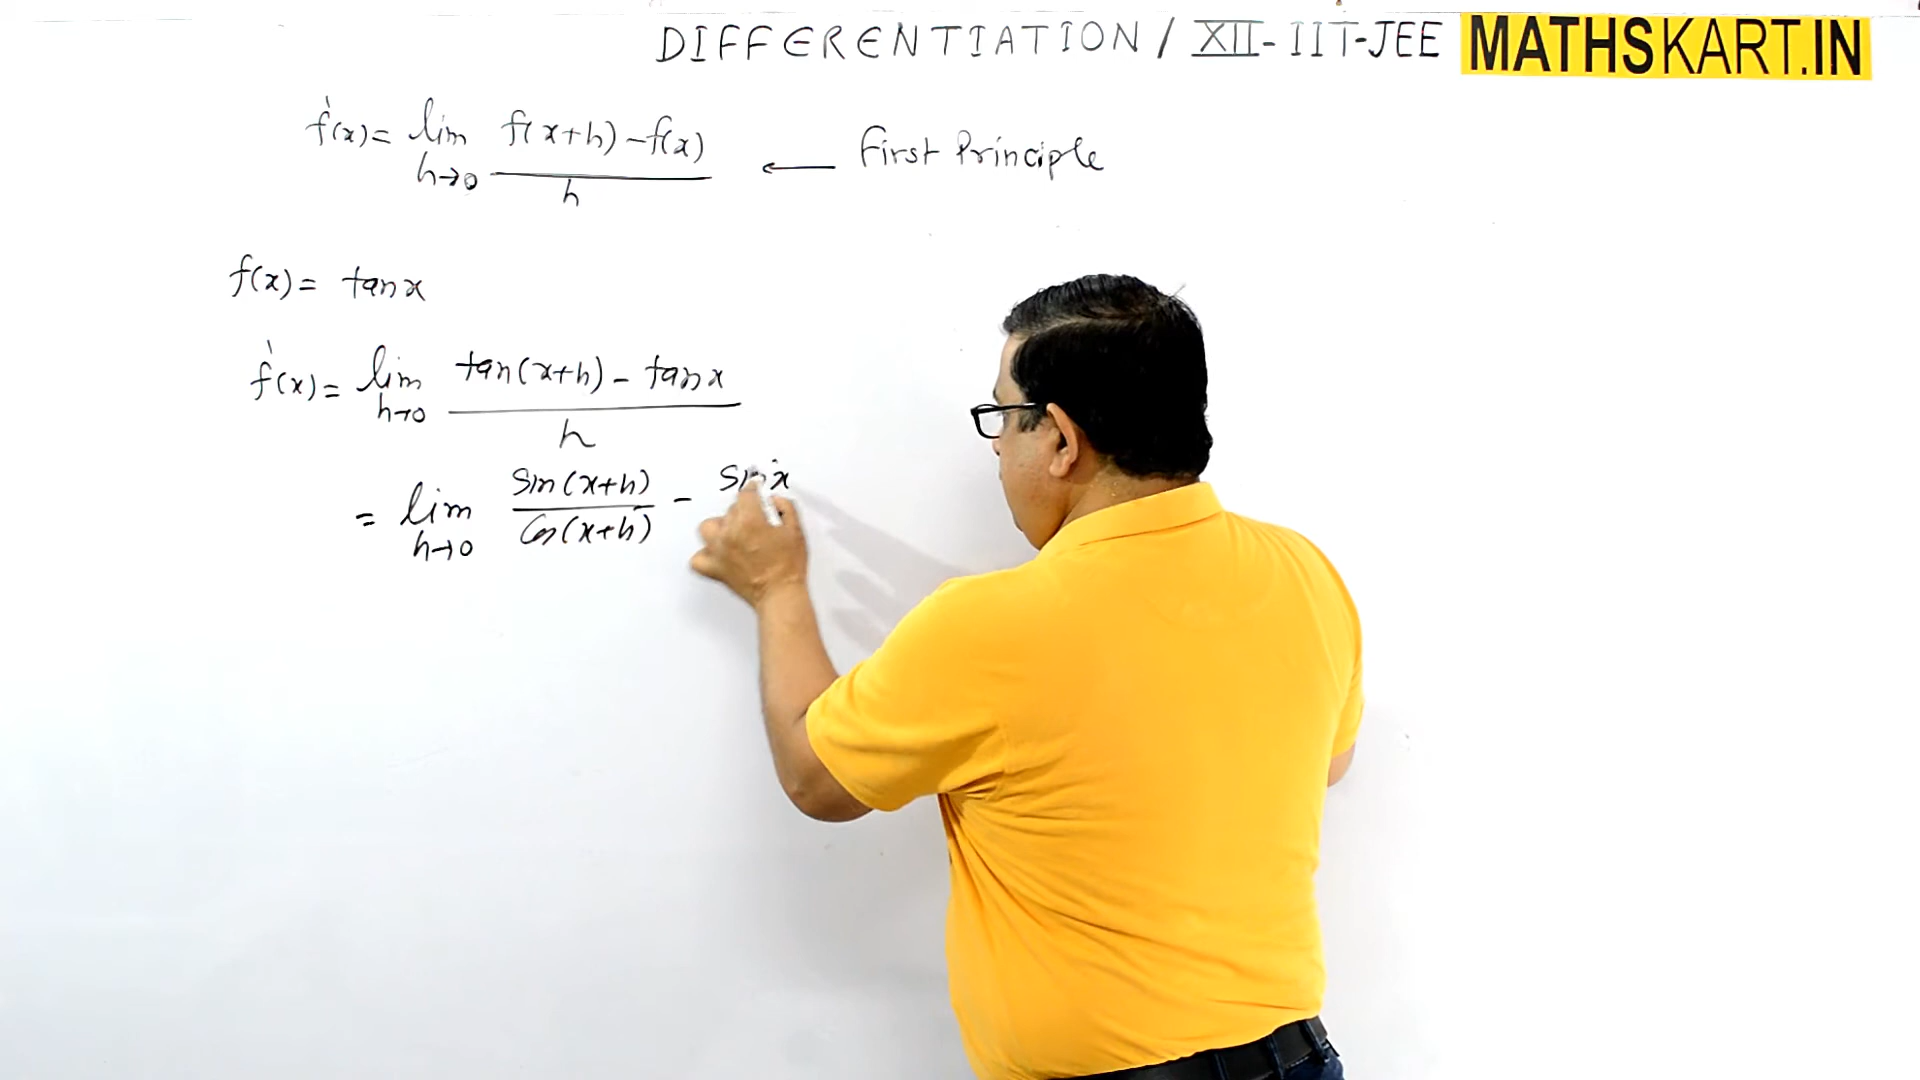 DIFFERENTIATION / XII - IIT-JEE MATHSKART.IN
f'(x) = lim h→0 f(x+h) - f(x) / h ← First Principle
f(x) = tan x
f'(x) = lim h→0 tan(x+h) - tan x / h
= lim h→0 Sin(x+h) / Cos(x+h) - Sin x